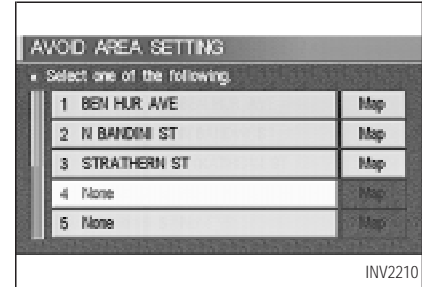 AVOID AREA SETTING
• Select one of the following.
1 BEN HUR AVE Map
2 N BANDINI ST Map
3 STRATHERN ST Map
4 None Map
5 None Map
INV2210